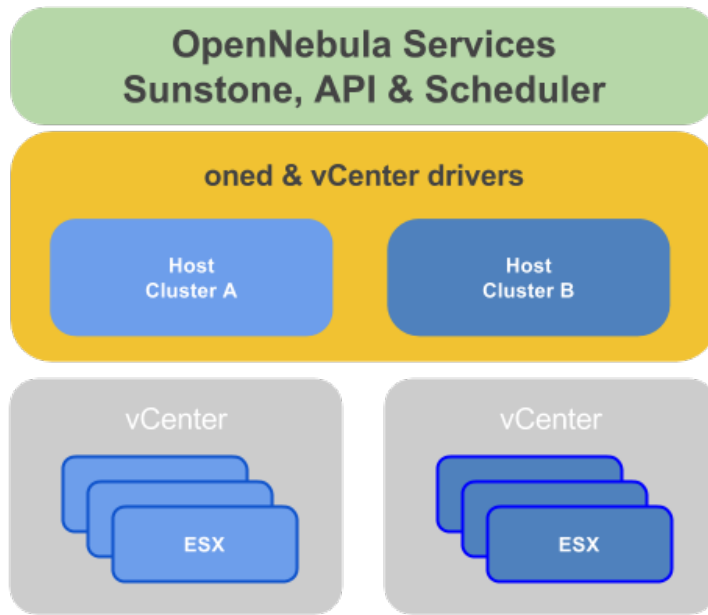 OpenNebula Services
Sunstone, API & Scheduler
oned & vCenter drivers
Host
Cluster A
Host
Cluster B
vCenter
vCenter
ESX
ESX